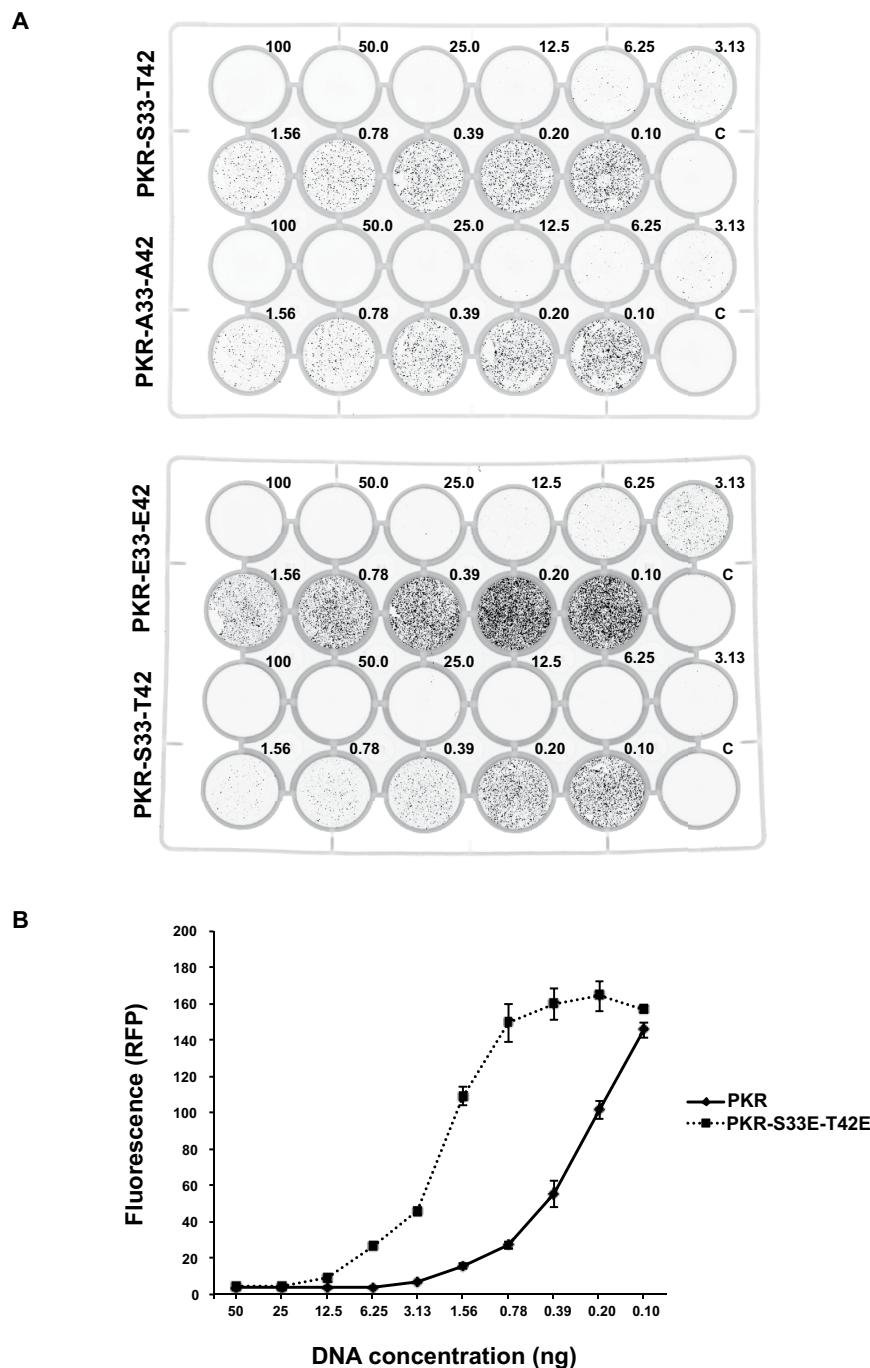 A
PKR-S33-T42
100 50.0 25.0 12.5 6.25 3.13
1.56 0.78 0.39 0.20 0.10 C
PKR-A33-A42
100 50.0 25.0 12.5 6.25 3.13
1.56 0.78 0.39 0.20 0.10 C
PKR-E33-E42
100 50.0 25.0 12.5 6.25 3.13
1.56 0.78 0.39 0.20 0.10 C
PKR-S33-T42
100 50.0 25.0 12.5 6.25 3.13
1.56 0.78 0.39 0.20 0.10 C
B
Fluorescence (RFP)
200
180
160
140
120
100
80
60
40
20
0
50 25 12.5 6.25 3.13 1.56 0.78 0.39 0.20 0.10
DNA concentration (ng)
PKR
PKR-S33E-T42E